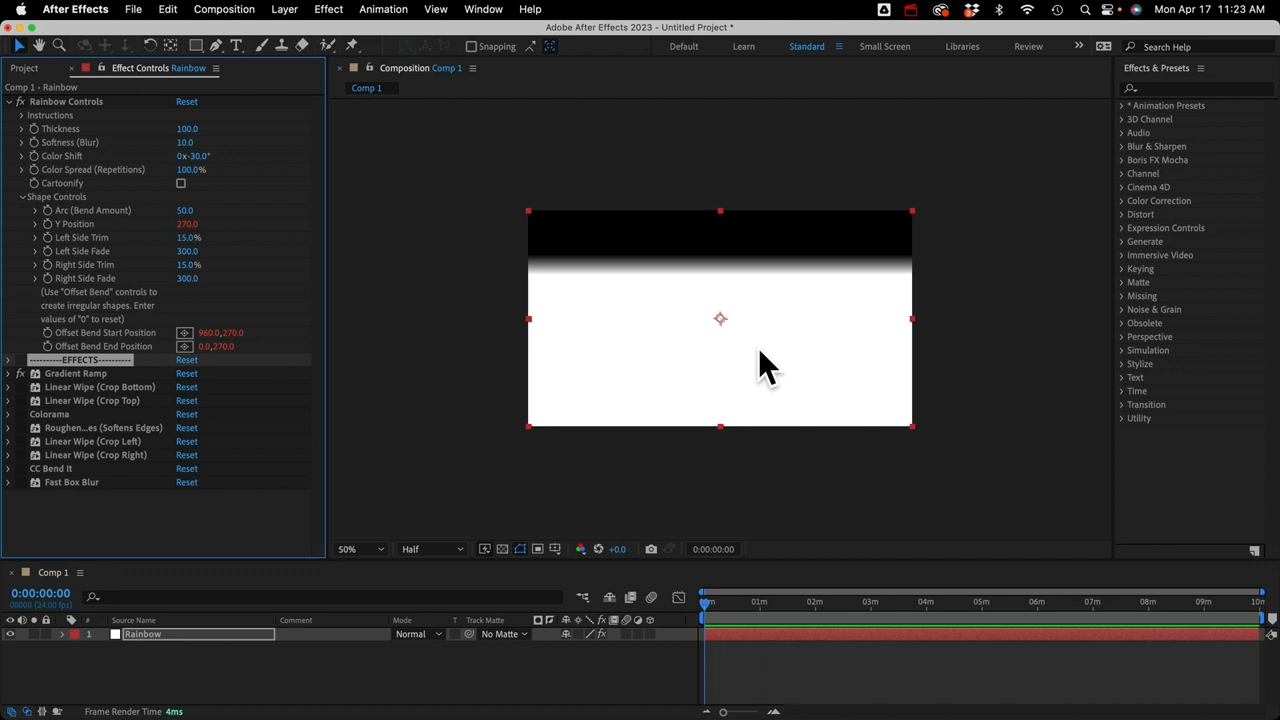 After Effects File Edit Composition Layer Effect Animation View Window Help Mon Apr 17 11:23 AM
Adobe After Effects 2023 - Untitled Project *
Snapping Default Learn Standard Small Screen Libraries Review Search Help
Project Effect Controls Rainbow Composition Comp 1 Effects & Presets
Comp 1 • Rainbow
Comp 1
Rainbow Controls Reset
Instructions
Thickness 100.0
Softness (Blur) 10.0
Color Shift 0x-30.0°
Color Spread (Repetitions) 100.0%
Cartoonify
Shape Controls
Arc (Bend Amount) 50.0
Y Position 270.0
Left Side Trim 15.0%
Left Side Fade 300.0
Right Side Trim 15.0%
Right Side Fade 300.0
(Use "Offset Bend" controls to
create irregular shapes. Enter
values of "0" to reset)
Offset Bend Start Position 960.0,270.0
Offset Bend End Position 0.0,270.0
----------EFFECTS---------- Reset
Gradient Ramp Reset
Linear Wipe (Crop Bottom) Reset
Linear Wipe (Crop Top) Reset
Colorama Reset
Roughen...es (Softens Edges) Reset
Linear Wipe (Crop Left) Reset
Linear Wipe (Crop Right) Reset
CC Bend It Reset
Fast Box Blur Reset
* Animation Presets
3D Channel
Audio
Blur & Sharpen
Boris FX Mocha
Channel
Cinema 4D
Color Correction
Distort
Expression Controls
Generate
Immersive Video
Keying
Matte
Missing
Noise & Grain
Obsolete
Perspective
Simulation
Stylize
Text
Time
Transition
Utility
50% Half +0.0 0:00:00:00
Comp 1
0:00:00:00
00000 (24.00 fps)
01m 02m 03m 04m 05m 06m 07m 08m 09m
# Source Name Comment Mode T Track Matte
1 Rainbow Normal No Matte
Frame Render Time 4ms